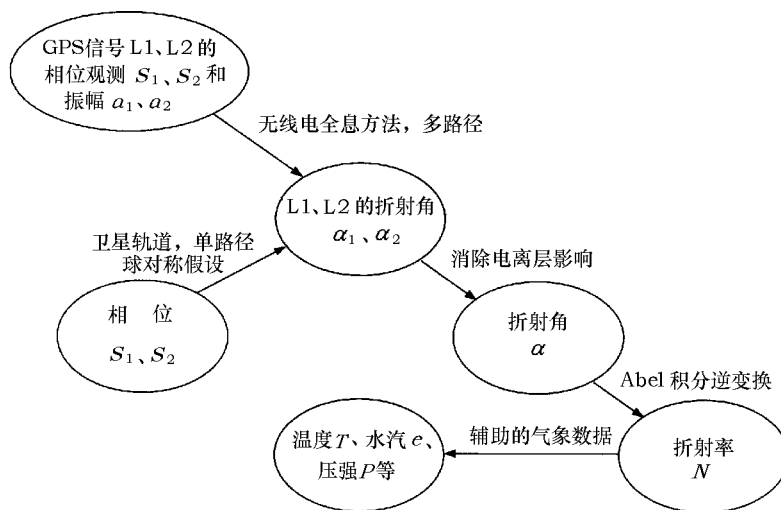 GPS信号 L1、L2 的
相位观测 S₁、S₂ 和
振幅 a₁、a₂
无线电全息方法，多路径
L1、L2 的折射角
α₁、α₂
卫星轨道，单路径
球对称假设
消除电离层影响
相 位
S₁、S₂
折射角
α
Abel 积分逆变换
辅助的气象数据
温度T、水汽 e、
压强P等
折射率
N